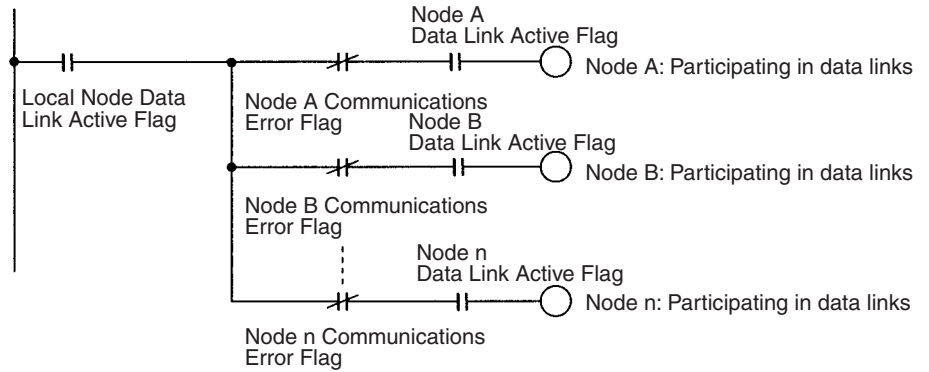 Node A
Data Link Active Flag
Node A: Participating in data links
Local Node Data
Link Active Flag
Node A Communications
Error Flag
Node B
Data Link Active Flag
Node B: Participating in data links
Node B Communications
Error Flag
Node n
Data Link Active Flag
Node n: Participating in data links
Node n Communications
Error Flag